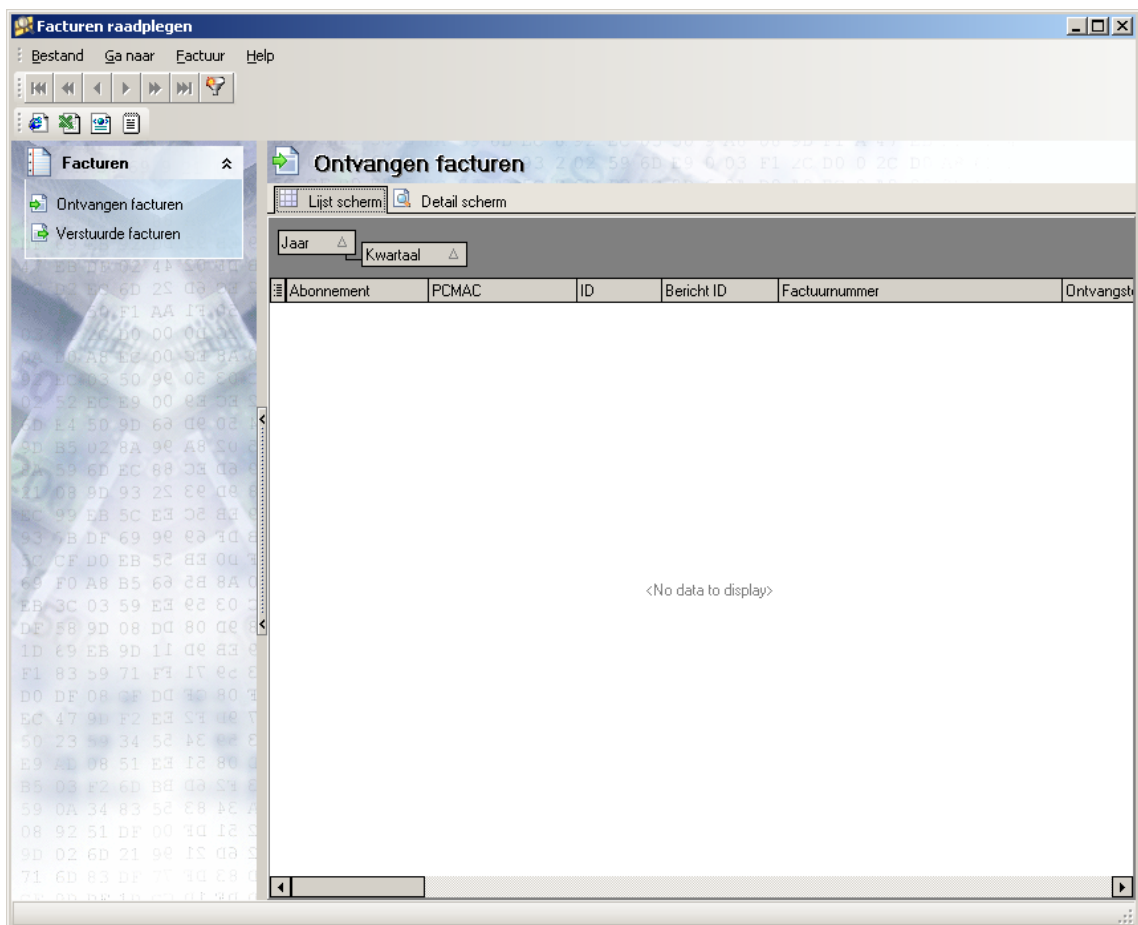 Facturen raadplegen
Bestand Ga naar Factuur Help
Facturen
Ontvangen facturen
Verstuurde facturen
Ontvangen facturen
Lijst scherm Detail scherm
Jaar
Kwartaal
Abonnement PCMAC ID Bericht ID Factuurnummer Ontvangst
<No data to display>